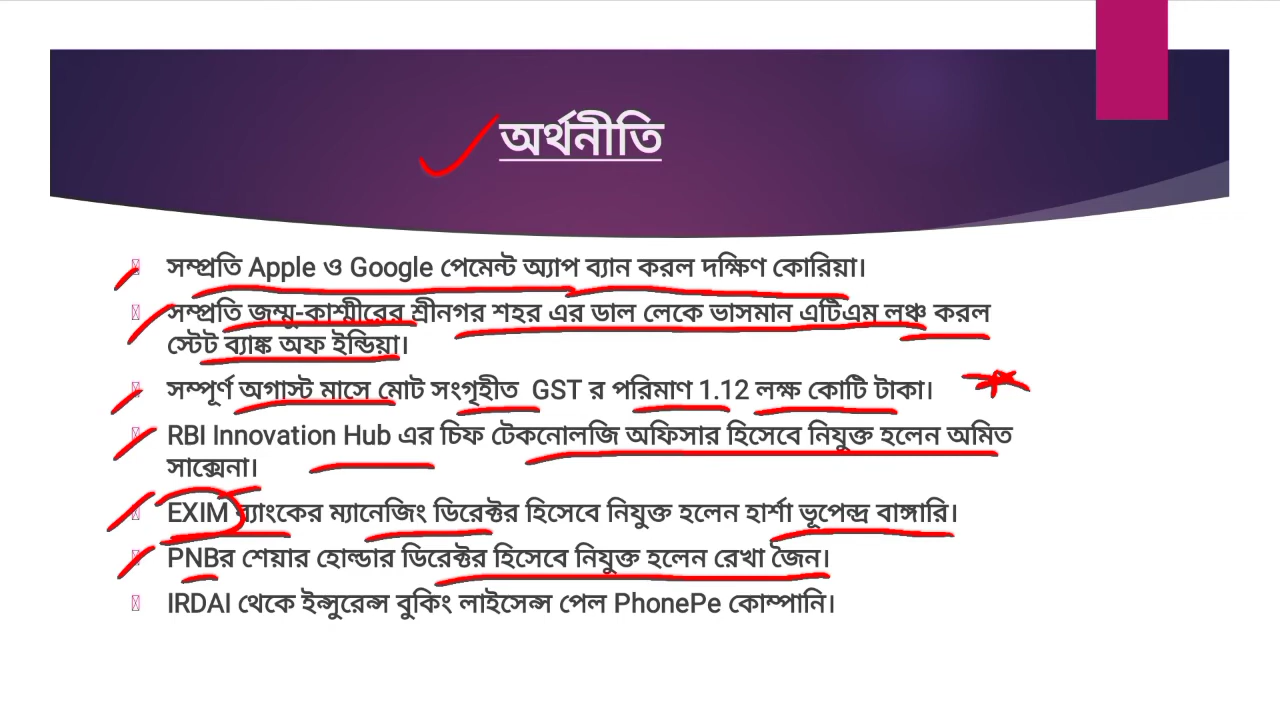 অর্থনীতি
সম্প্রতি Apple ও Google পেমেন্ট অ্যাপ ব্যান করল দক্ষিণ কোরিয়া।
সম্প্রতি জম্মু-কাশ্মীরের শ্রীনগর শহর এর ডাল লেকে ভাসমান এটিএম লঞ্চ করল
স্টেট ব্যাঙ্ক অফ ইন্ডিয়া।
সম্পূর্ণ অগাস্ট মাসে মোট সংগৃহীত GST র পরিমাণ 1.12 লক্ষ কোটি টাকা।
RBI Innovation Hub এর চিফ টেকনোলজি অফিসার হিসেবে নিযুক্ত হলেন অমিত
সাক্সেনা।
EXIM ব্যাংকের ম্যানেজিং ডিরেক্টর হিসেবে নিযুক্ত হলেন হার্শা ভূপেন্দ্র বাঙ্গারি।
PNBর শেয়ার হোল্ডার ডিরেক্টর হিসেবে নিযুক্ত হলেন রেখা জৈন।
IRDAI থেকে ইন্সুরেন্স বুকিং লাইসেন্স পেল PhonePe কোম্পানি।